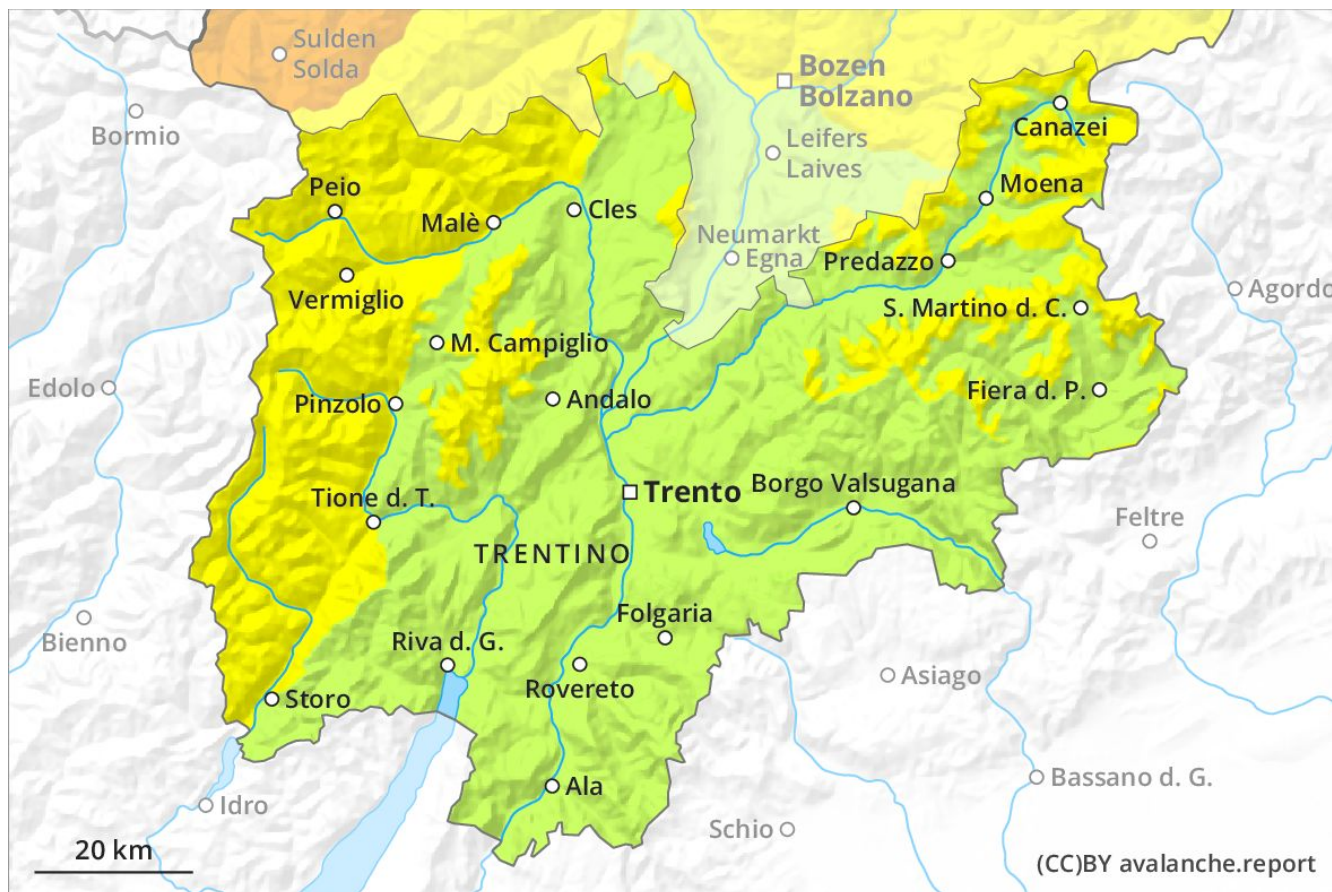 Sulden
Solda
Bozen
Bolzano
Bormio
Canazei
Leifers
Laives
Peio
Moena
Malè
Cles
Neumarkt
Egna
Predazzo
Vermiglio
Agordo
S. Martino d. C.
M. Campiglio
Edolo
Fiera d. P.
Pinzolo
Andalo
Borgo Valsugana
Trento
Tione d. T.
Feltre
TRENTINO
Folgaria
Bienno
Riva d. G.
Asiago
Rovereto
Storo
Bassano d. G.
Ala
Idro
Schio
20 km
(CC)BY avalanche.report